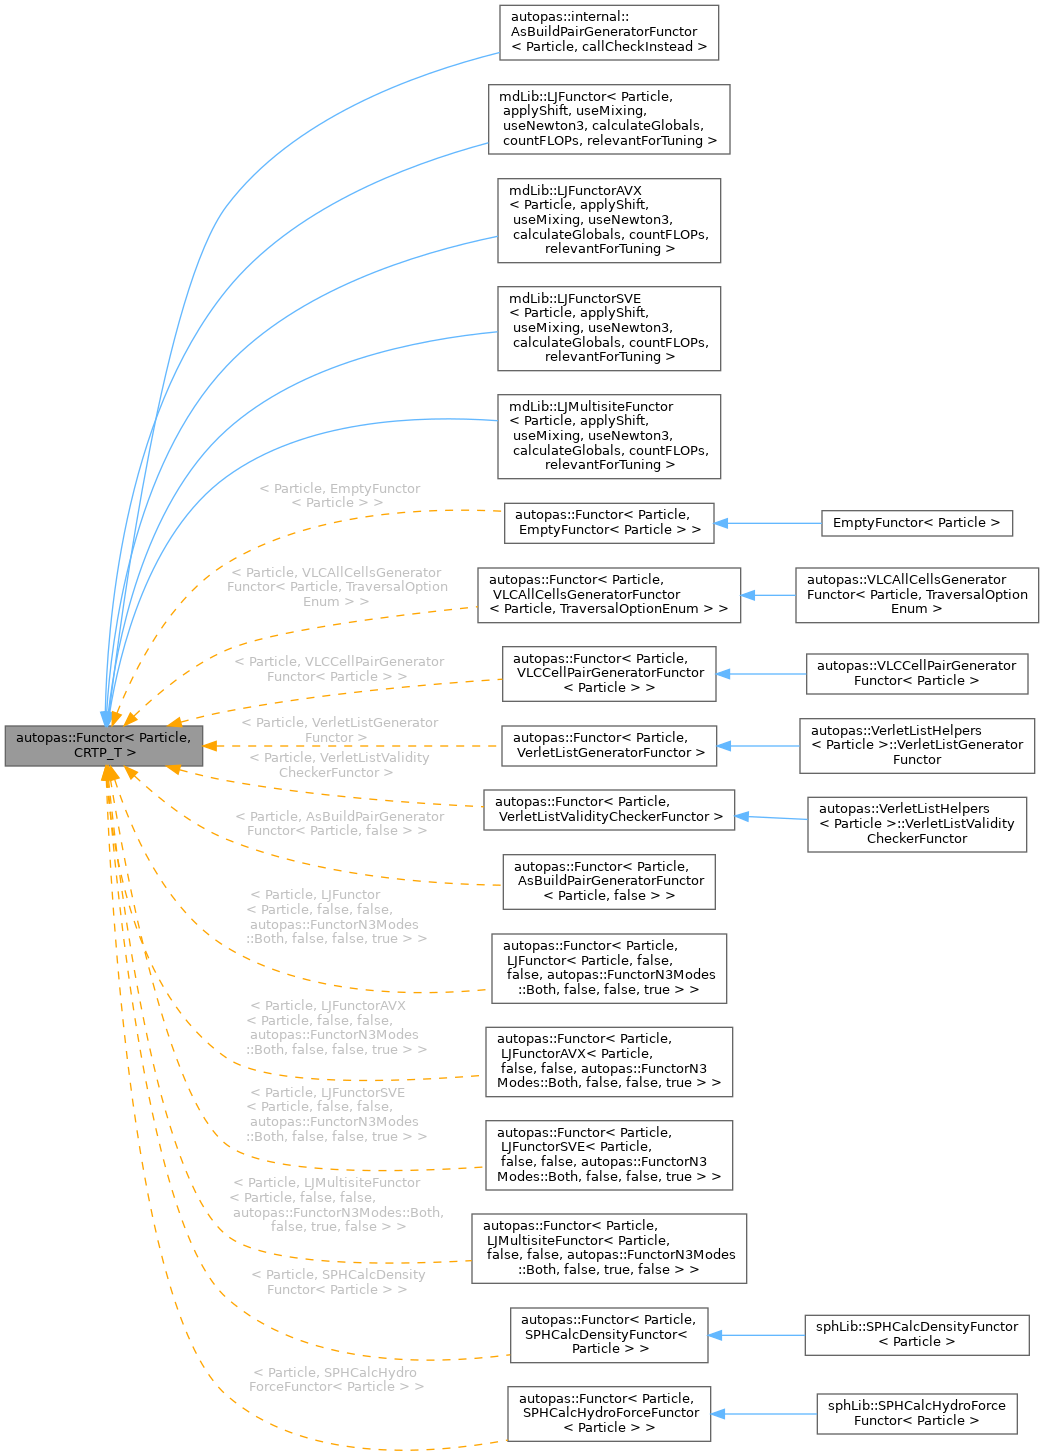 autopas::internal::
AsBuildPairGeneratorFunctor
< Particle, callCheckInstead >
mdLib::LJFunctor< Particle,
applyShift, useMixing,
useNewton3, calculateGlobals,
countFLOPs, relevantForTuning >
mdLib::LJFunctorAVX
< Particle, applyShift,
useMixing, useNewton3,
calculateGlobals, countFLOPs,
relevantForTuning >
mdLib::LJFunctorSVE
< Particle, applyShift,
useMixing, useNewton3,
calculateGlobals, countFLOPs,
relevantForTuning >
mdLib::LJMultisiteFunctor
< Particle, applyShift,
useMixing, useNewton3,
calculateGlobals, countFLOPs,
relevantForTuning >
< Particle, EmptyFunctor
< Particle > >
autopas::Functor< Particle,
EmptyFunctor< Particle > >
EmptyFunctor< Particle >
< Particle, VLCAllCellsGenerator
Functor< Particle, TraversalOption
Enum > >
autopas::Functor< Particle,
VLCAllCellsGeneratorFunctor
< Particle, TraversalOptionEnum > >
autopas::VLCAllCellsGenerator
Functor< Particle, TraversalOption
Enum >
< Particle, VLCCellPairGenerator
Functor< Particle > >
autopas::Functor< Particle,
VLCCellPairGeneratorFunctor
< Particle > >
autopas::VLCCellPairGenerator
Functor< Particle >
autopas::Functor< Particle,
CRTP_T >
< Particle, VerletListGenerator
Functor >
autopas::Functor< Particle,
VerletListGeneratorFunctor >
autopas::VerletListHelpers
< Particle >::VerletListGenerator
Functor
< Particle, VerletListValidity
CheckerFunctor >
autopas::Functor< Particle,
VerletListValidityCheckerFunctor >
autopas::VerletListHelpers
< Particle >::VerletListValidity
CheckerFunctor
< Particle, AsBuildPairGenerator
Functor< Particle, false > >
autopas::Functor< Particle,
AsBuildPairGeneratorFunctor
< Particle, false > >
< Particle, LJFunctor
< Particle, false, false,
autopas::FunctorN3Modes
::Both, false, false, true > >
autopas::Functor< Particle,
LJFunctor< Particle, false,
false, autopas::FunctorN3Modes
::Both, false, false, true > >
< Particle, LJFunctorAVX
< Particle, false, false,
autopas::FunctorN3Modes
::Both, false, false, true > >
autopas::Functor< Particle,
LJFunctorAVX< Particle,
false, false, autopas::FunctorN3
Modes::Both, false, false, true > >
< Particle, LJFunctorSVE
< Particle, false, false,
autopas::FunctorN3Modes
::Both, false, false, true > >
autopas::Functor< Particle,
LJFunctorSVE< Particle,
false, false, autopas::FunctorN3
Modes::Both, false, false, true > >
< Particle, LJMultisiteFunctor
< Particle, false, false,
autopas::FunctorN3Modes::Both,
false, true, false > >
autopas::Functor< Particle,
LJMultisiteFunctor< Particle,
false, false, autopas::FunctorN3Modes
::Both, false, true, false > >
< Particle, SPHCalcDensity
Functor< Particle > >
autopas::Functor< Particle,
SPHCalcDensityFunctor<
Particle > >
sphLib::SPHCalcDensityFunctor
< Particle >
< Particle, SPHCalcHydro
ForceFunctor< Particle > >
autopas::Functor< Particle,
SPHCalcHydroForceFunctor
< Particle > >
sphLib::SPHCalcHydroForce
Functor< Particle >